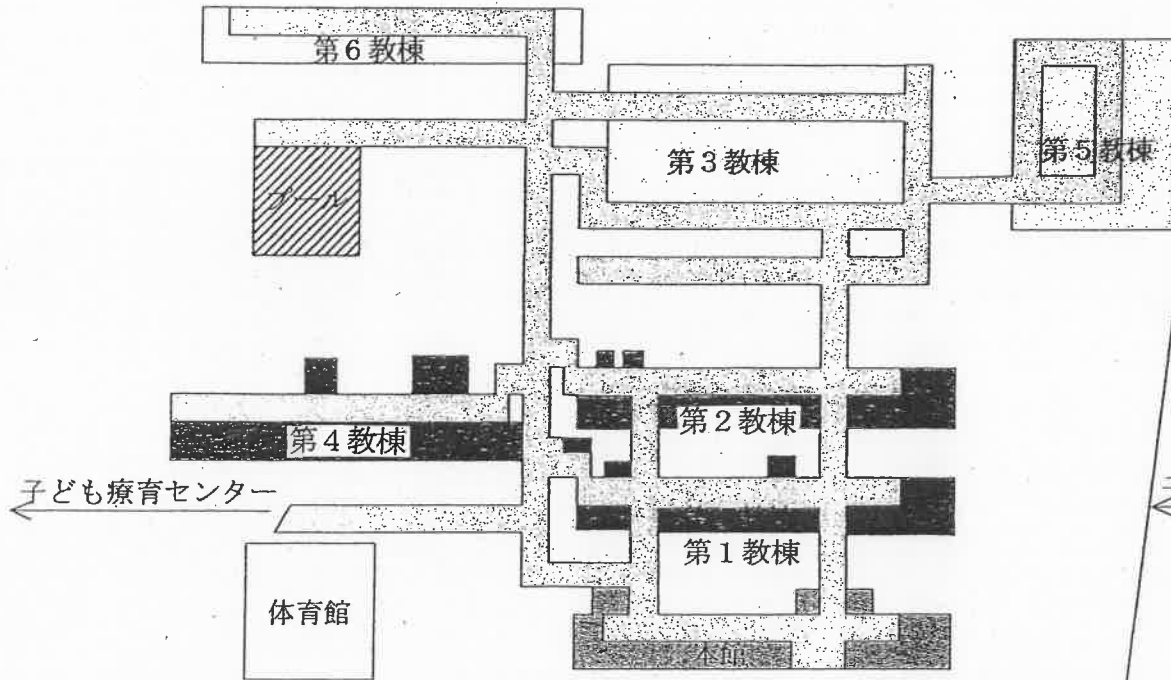 第6教棟
第3教棟
第5教棟
プール
第2教棟
第4教棟
子ども療育センター
第1教棟
体育館
本館